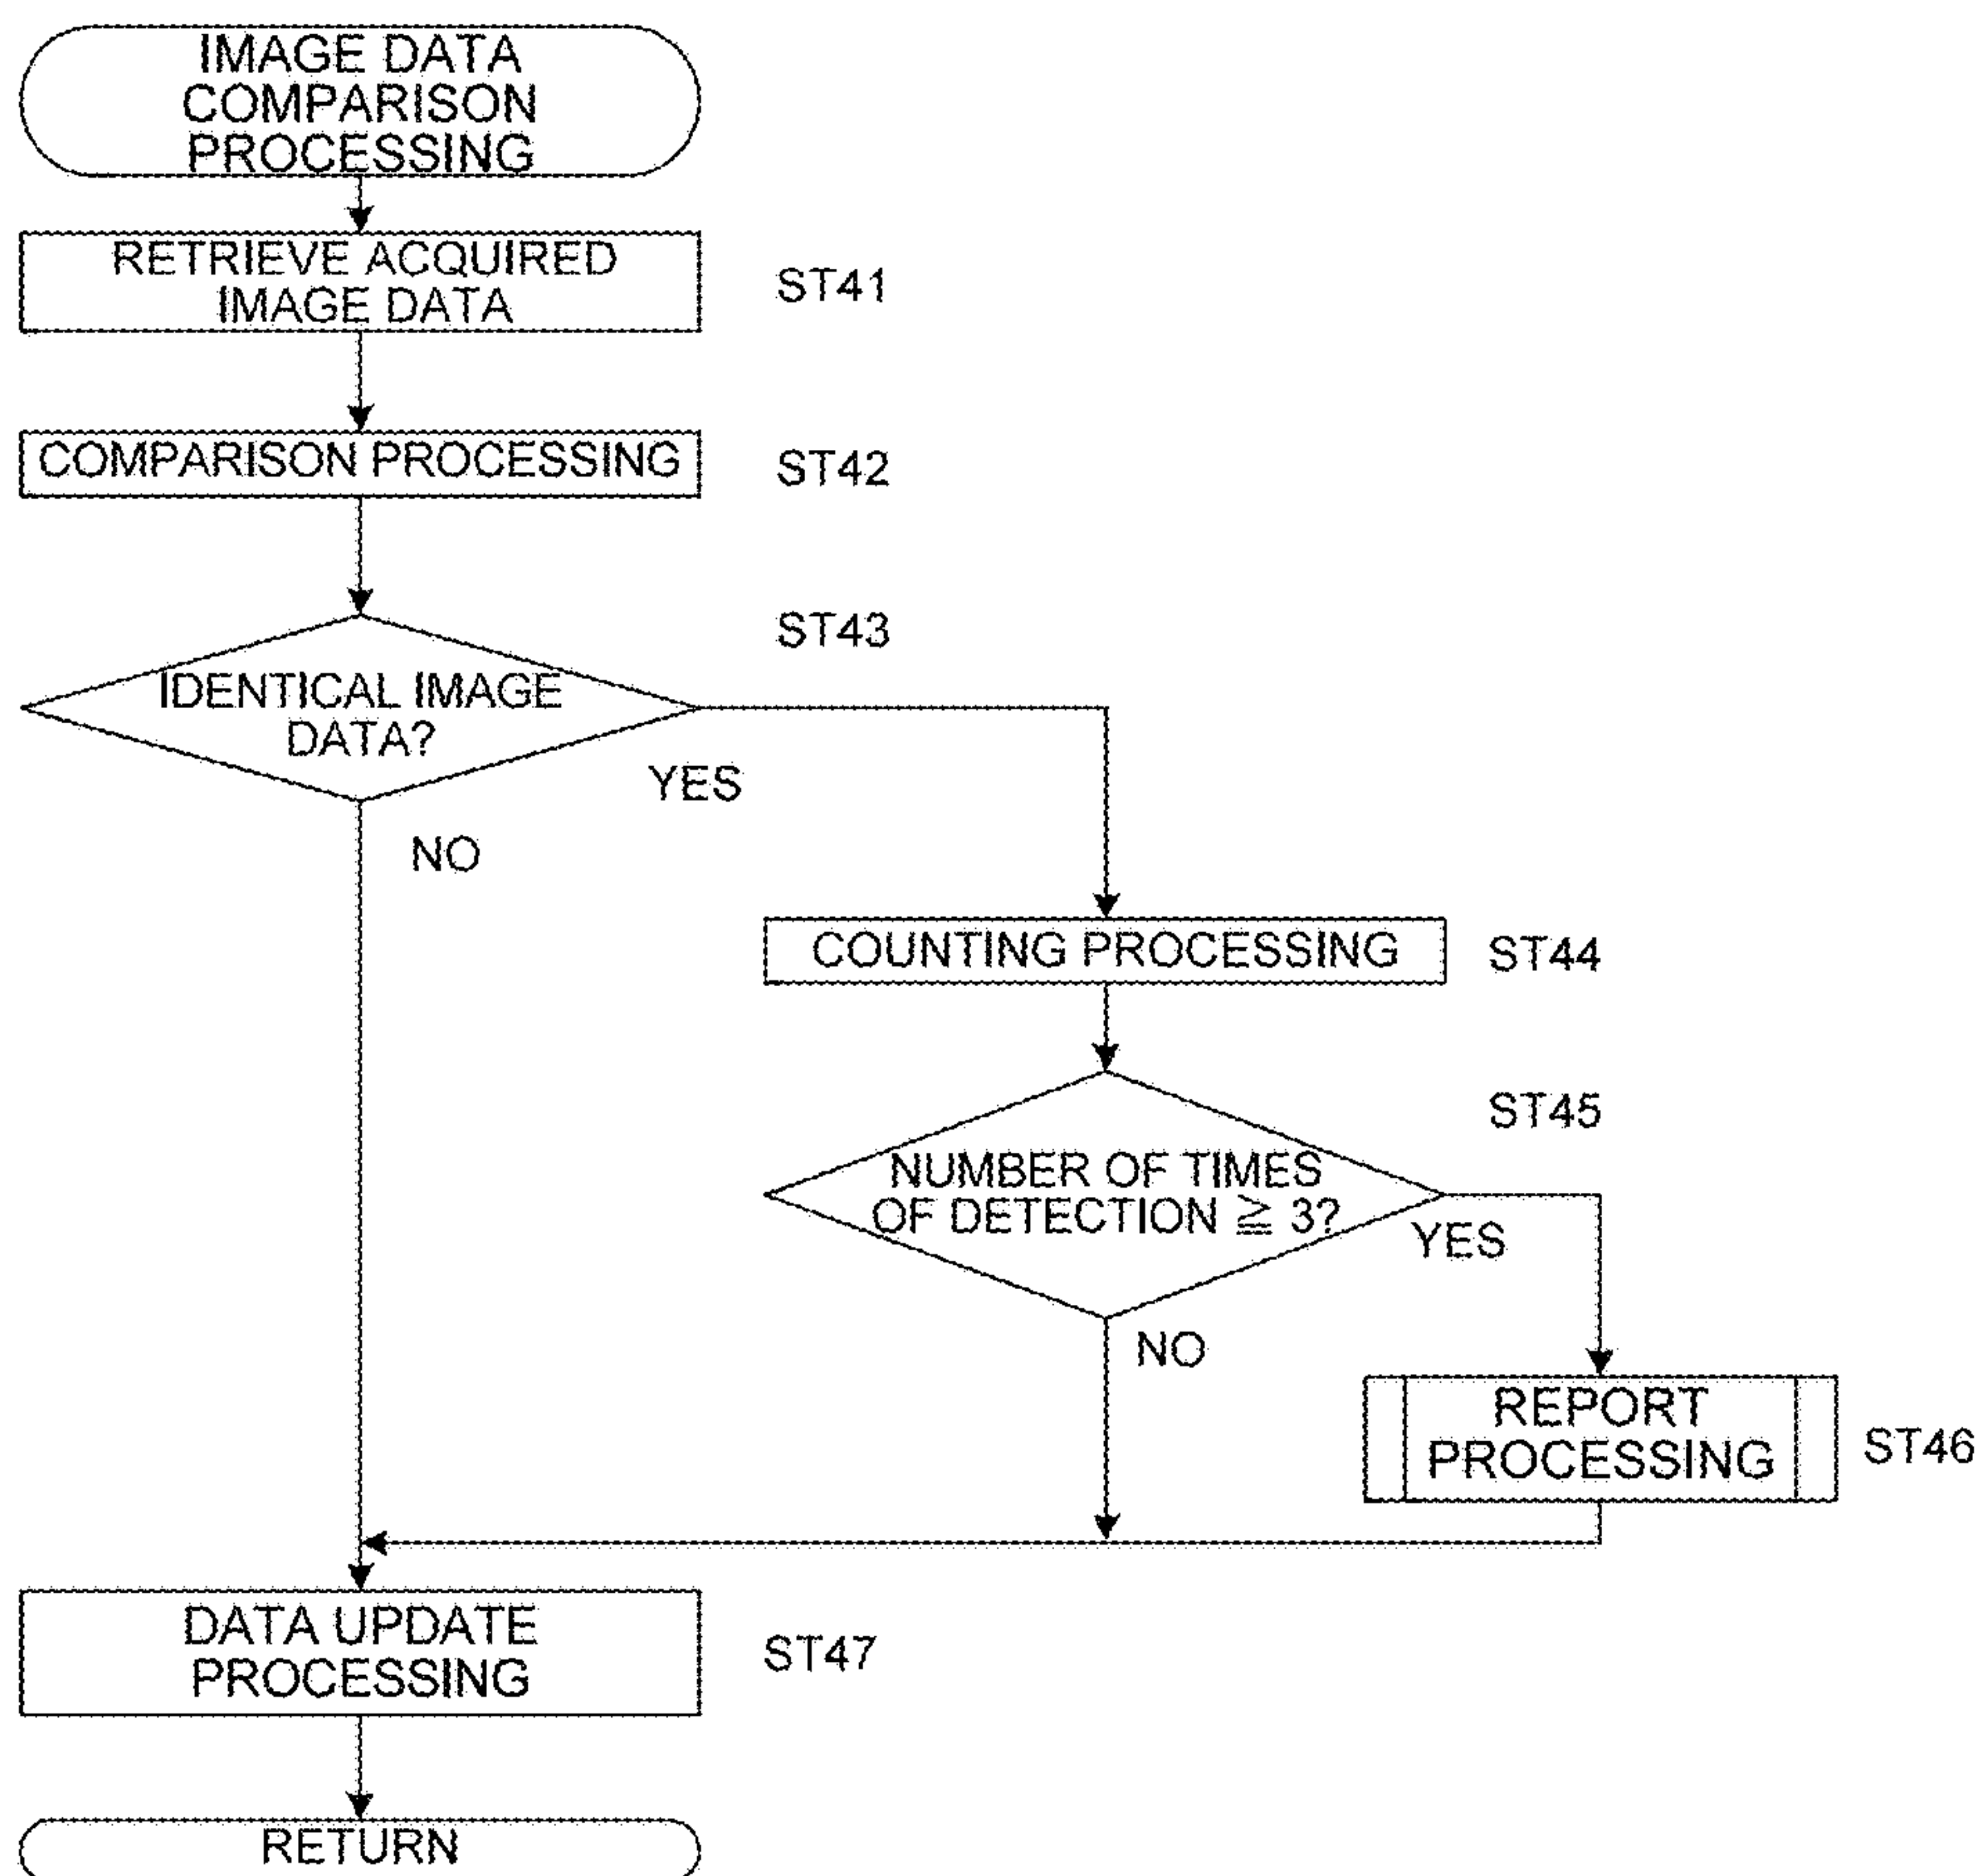 IMAGE DATA
COMPARISON
PROCESSING
RETRIEVE ACQUIRED
IMAGE DATA
ST41
COMPARISON PROCESSING
ST42
ST43
IDENTICAL IMAGE
DATA?
YES
NO
COUNTING PROCESSING
ST44
ST45
NUMBER OF TIMES
OF DETECTION ≧ 3?
YES
NO
REPORT
PROCESSING
ST46
DATA UPDATE
PROCESSING
ST47
RETURN